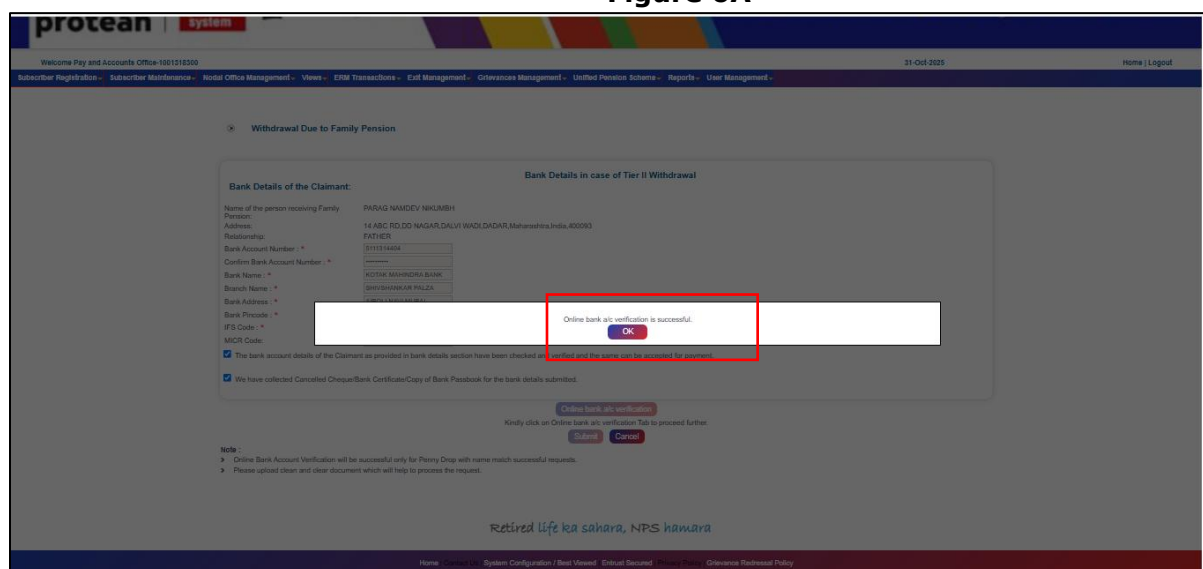 protean | system
Welcome Pay and Accounts Office-1601318300 31-Oct-2025 Home | Logout
Subscriber Registration Subscriber Maintenance Nodal Office Management Views ERM Transactions Exit Management Grievances Management Unified Pension Scheme Reports User Management
Withdrawal Due to Family Pension
Bank Details in case of Tier II Withdrawal
Bank Details of the Claimant:
Name of the person receiving Family Pension: PARAG NAMDEV NIKUMBH
Address: 14 ABC RD,DD NAGAR,DALVI WADI,DADAR,Maharashtra,India,400093
Relationship: FATHER
Bank Account Number : *
Confirm Bank Account Number : *
Bank Name : * KOTAK MAHINDRA BANK
Branch Name : * SHIVSHANKAR PALZA
Bank Address : *
Bank Pincode : *
IFS Code : *
MICR Code:
Online bank a/c verification is successful.
OK
The bank account details of the Claimant as provided in bank details section have been checked and verified and the same can be accepted for payment.
We have collected Cancelled Cheque/Bank Certificate/Copy of Bank Passbook for the bank details submitted.
Online bank a/c verification
Kindly click on Online bank a/c verification Tab to proceed further.
Submit Cancel
Note :
Online Bank Account Verification will be successful only for Penny Drop with name match successful requests.
Please upload clean and clear document which will help to process the request.
Retired life ka sahara, NPS hamara
Home Contact Us System Configuration / Best Viewed Entrust Secured Privacy Policy Grievance Redressal Policy